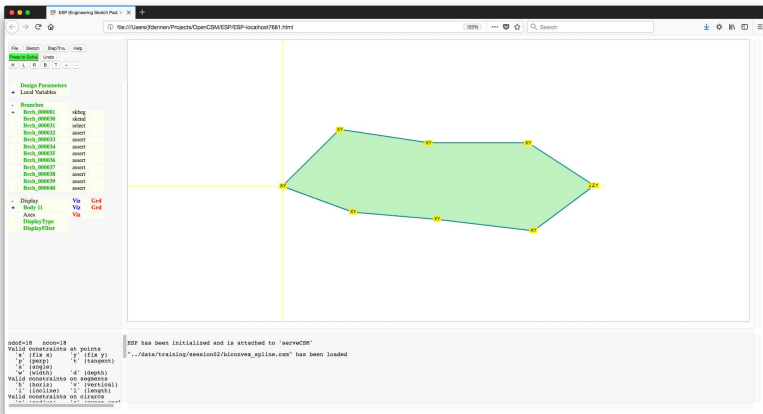 ESP (Engineering Sketch Pad, v
file:///Users/jfdannen/Projects/OpenCSM/ESP/ESP-localhost7681.html
120%
Search
File Sketch StepThru Help
Press to Solve Undo
H L R B T + -
Design Parameters
+ Local Variables
- Branches
+ Brch_000001 skbeg
Brch_000030 skend
Brch_000031 select
Brch_000032 assert
Brch_000033 assert
Brch_000034 assert
Brch_000035 assert
Brch_000036 assert
Brch_000037 assert
Brch_000038 assert
Brch_000039 assert
Brch_000040 assert
- Display Viz Grd
+ Body 11 Viz Grd
Axes Viz
DisplayType
DisplayFilter
XY
XY
XY
XY
XY
XY
XY
ndof=18 ncon=18
Valid constraints at points
'x' (fix x) 'y' (fix y)
'p' (perp) 't' (tangent)
'a' (angle)
'w' (width) 'd' (depth)
Valid constraints on segments
'h' (horiz) 'v' (vertical)
'i' (incline) 'l' (length)
Valid constraints on cirarcs
ESP has been initialized and is attached to 'serveCSM'
"../data/training/session02/biconvex_spline.csm" has been loaded